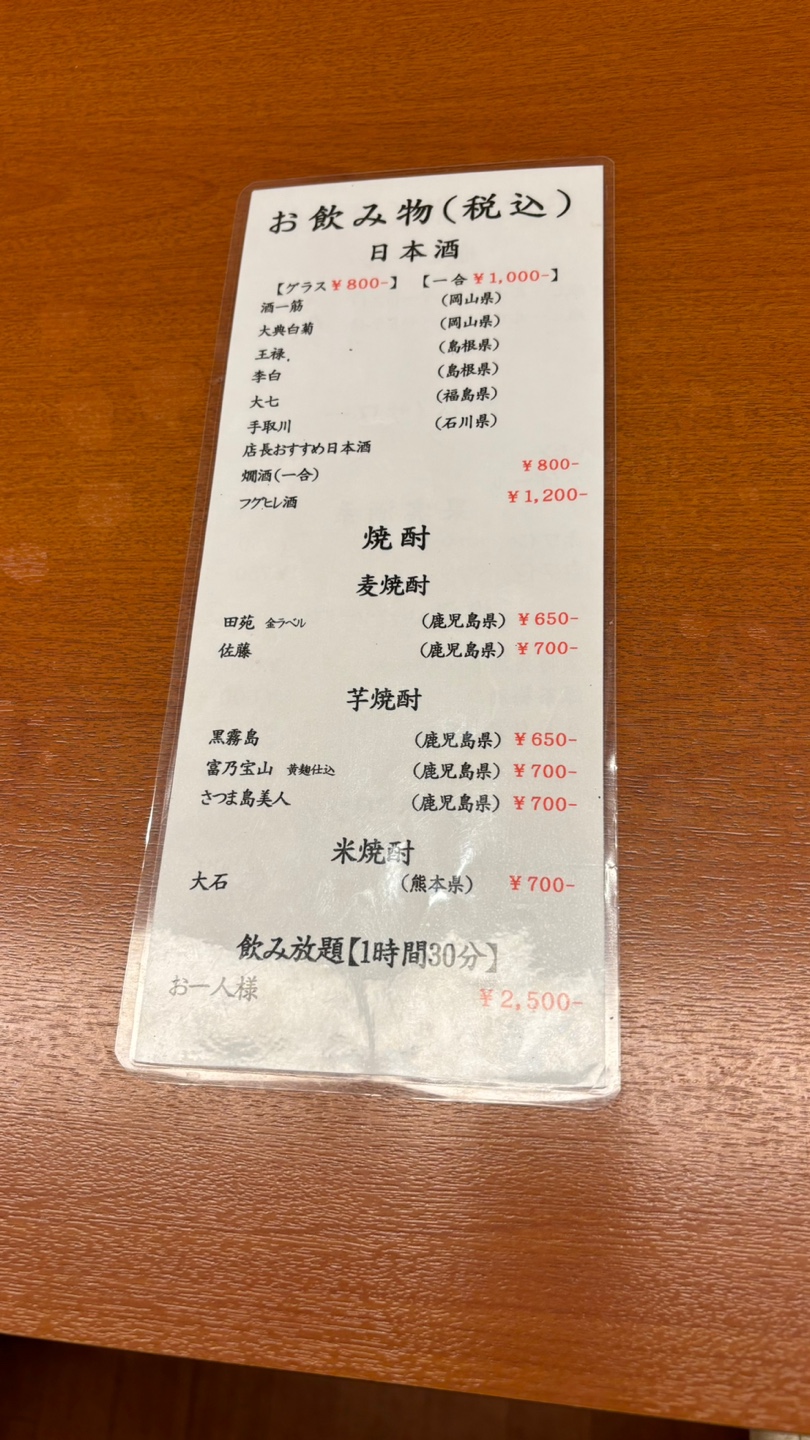 お飲み物(税込)
日本酒
【グラス¥800-】 【一合¥1,000-】
酒一筋 (岡山県)
大典白菊 (岡山県)
王禄 (島根県)
李白 (島根県)
大七 (福島県)
手取川 (石川県)
店長おすすめ日本酒
燗酒(一合) ¥800-
フグヒレ酒 ¥1,200-
焼酎
麦焼酎
田苑 金ラベル (鹿児島県) ¥650-
佐藤 (鹿児島県) ¥700-
芋焼酎
黒霧島 (鹿児島県) ¥650-
富乃宝山 黄麹仕込 (鹿児島県) ¥700-
さつま島美人 (鹿児島県) ¥700-
米焼酎
大石 (熊本県) ¥700-
飲み放題【1時間30分】
お一人様 ¥2,500-